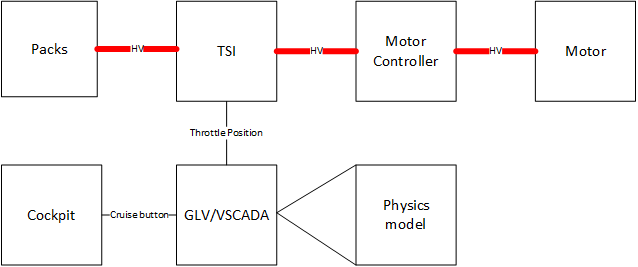 Packs
HV
TSI
HV
Motor
Controller
HV
Motor
Throttle Position
Cockpit
Cruise button
GLV/VSCADA
Physics
model